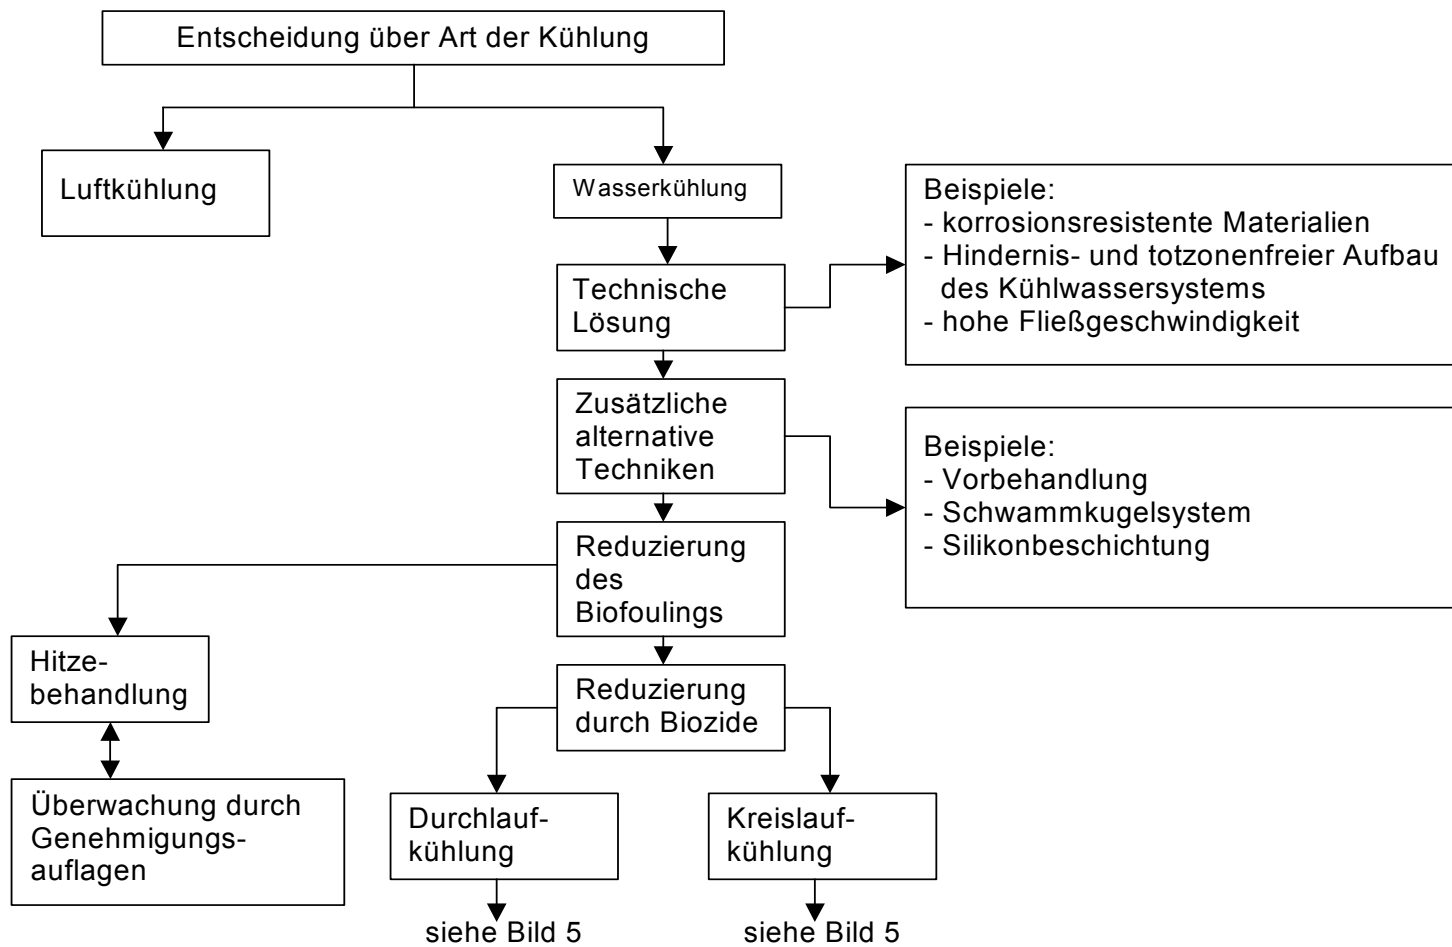 Entscheidung über Art der Kühlung
Luftkühlung
Wasserkühlung
Beispiele:
- korrosionsresistente Materialien
- Hindernis- und totzonenfreier Aufbau
des Kühlwassersystems
- hohe Fließgeschwindigkeit
Technische
Lösung
Zusätzliche
alternative
Techniken
Beispiele:
- Vorbehandlung
- Schwammkugelsystem
- Silikonbeschichtung
Reduzierung
des
Biofoulings
Hitze-
behandlung
Reduzierung
durch Biozide
Überwachung durch
Genehmigungs-
auflagen
Durchlauf-
kühlung
Kreislauf-
kühlung
siehe Bild 5
siehe Bild 5